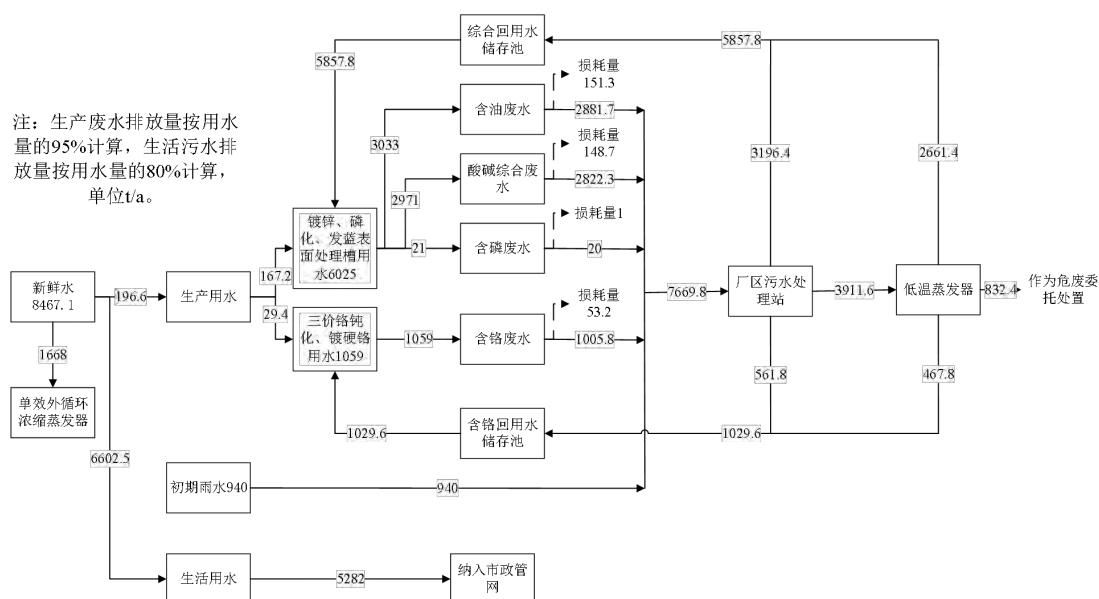 综合回用水
储存池
5857.8
5857.8
损耗量
151.3
含油废水
2881.7
注：生产废水排放量按用水
量的95%计算，生活污水排
放量按用水量的80%计算，
单位t/a。
3033
损耗量
148.7
3196.4
2661.4
酸碱综合废
水
2822.3
2971
镀锌、磷
化、发蓝表
面处理槽用
水6025
损耗量1
21
含磷废水
20
新鲜水
8467.1
196.6
生产用水
167.2
29.4
7669.8
厂区污水处
理站
3911.6
低温蒸发器
832.4
作为危废委
托处置
损耗量
53.2
三价铬钝
化、镀硬铬
用水1059
1059
含铬废水
1005.8
1668
561.8
467.8
单效外循环
浓缩蒸发器
1029.6
含铬回用水
储存池
1029.6
6602.5
初期雨水940
940
生活用水
5282
纳入市政管
网